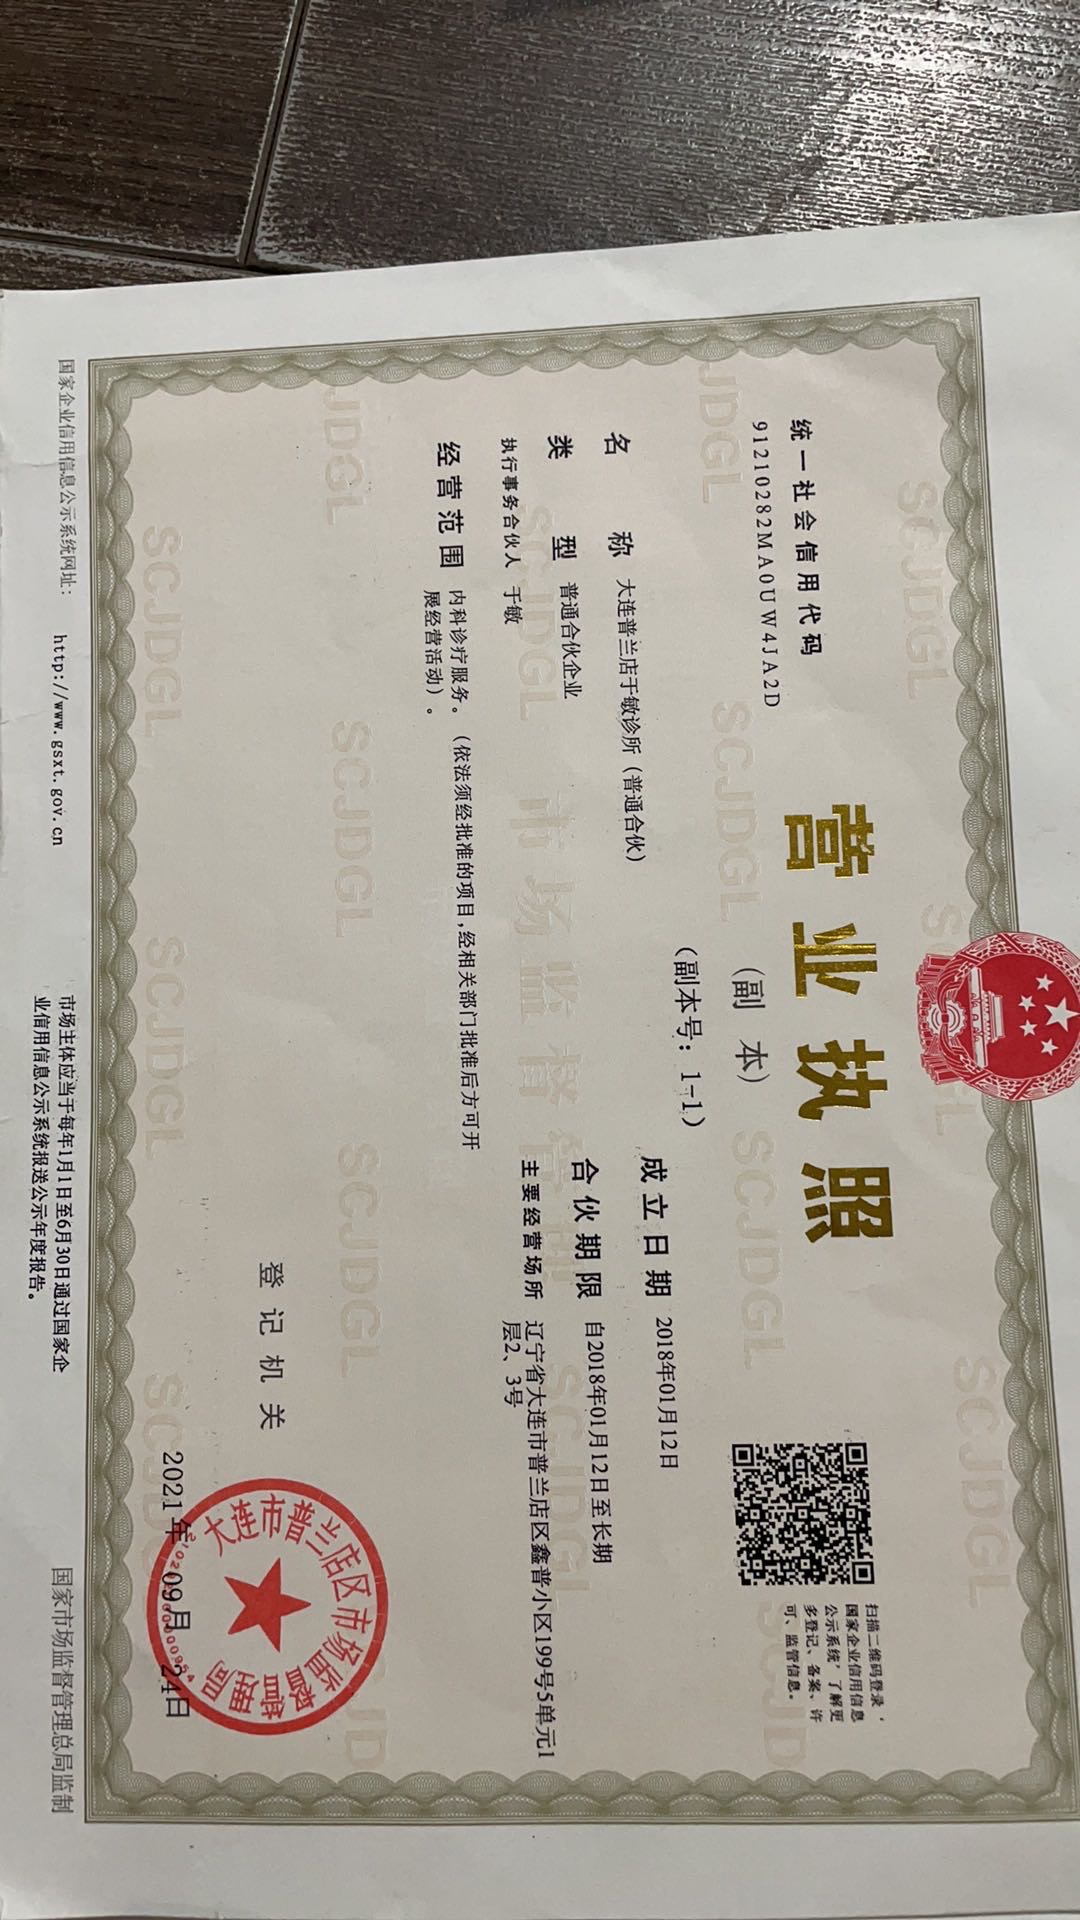 营业执照
(副 本)
(副本号: 1-1)
统一社会信用代码
91210282MA0UW4JA2D
扫描二维码登录‘
国家企业信用信息
公示系统’了解更
多登记、备案、许
可、监管信息。
名 称 大连普兰店于敏诊所（普通合伙）
类 型 普通合伙企业
执行事务合伙人 于敏
经营范围 内科诊疗服务。（依法须经批准的项目,经相关部门批准后方可开
展经营活动）。
成立日期 2018年01月12日
合伙期限 自2018年01月12日至长期
主要经营场所 辽宁省大连市普兰店区鑫普小区199号5单元1
层2、3号
登记机关
大连市普兰店区市场监督管理局
2021年09月24日
国家企业信用信息公示系统网址：
http://www.gsxt.gov.cn
市场主体应当于每年1月1日至6月30日通过国家企
业信用信息公示系统报送公示年度报告。
国家市场监督管理总局监制
SCJDGL
市场监督管理